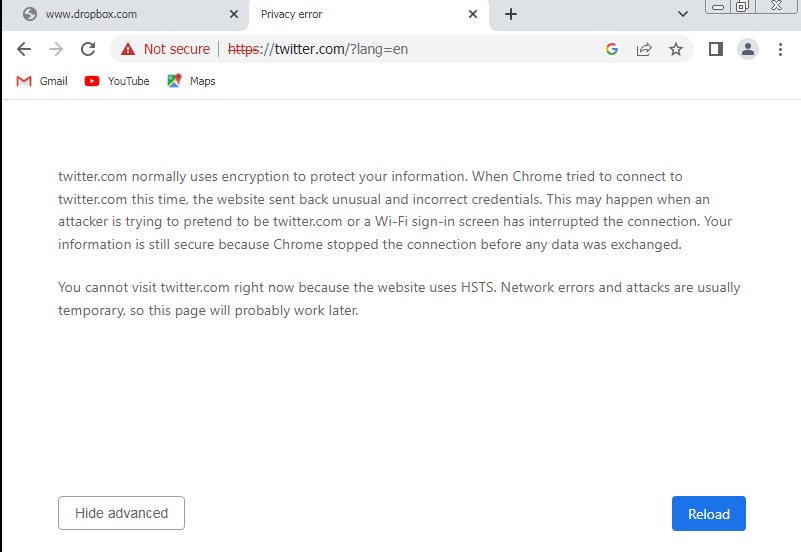 www.dropbox.com
Privacy error
Not secure
https://twitter.com/?lang=en
Gmail
YouTube
Maps
twitter.com normally uses encryption to protect your information. When Chrome tried to connect to
twitter.com this time, the website sent back unusual and incorrect credentials. This may happen when an
attacker is trying to pretend to be twitter.com or a Wi-Fi sign-in screen has interrupted the connection. Your
information is still secure because Chrome stopped the connection before any data was exchanged.
You cannot visit twitter.com right now because the website uses HSTS. Network errors and attacks are usually
temporary, so this page will probably work later.
Hide advanced
Reload